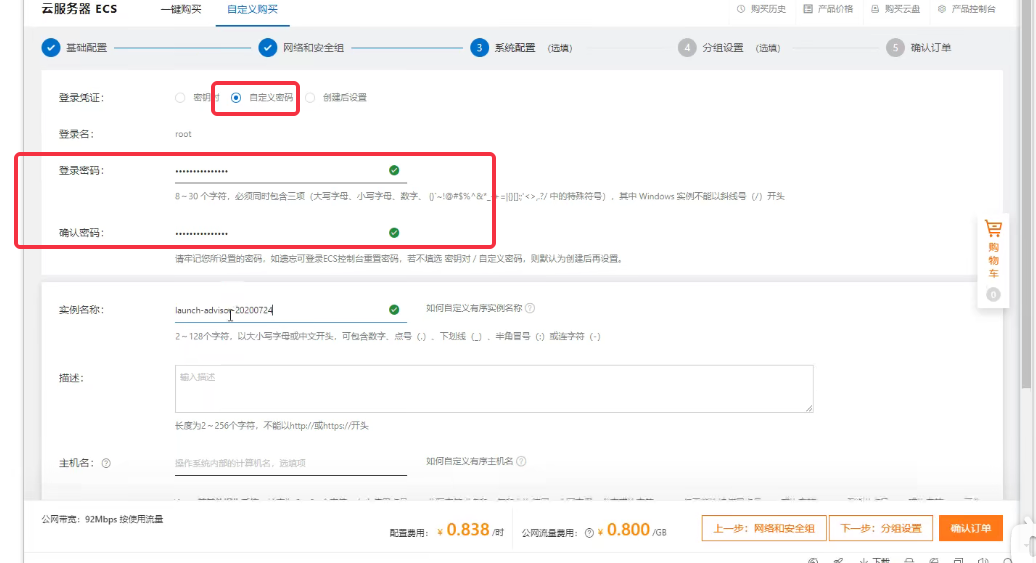 云服务器 ECS 一键购买 自定义购买 购买历史 产品价格 购买云盘 产品控制台
基础配置 网络和安全组 3 系统配置 (选填) 4 分组设置 (选填) 5 确认订单
登录凭证： 密钥对 自定义密码 创建后设置
登录名： root
登录密码： •••••••••••••••
8～30 个字符，必须同时包含三项（大写字母、小写字母、数字、 ()`~!@#$%^&*_-+=|{}[]:;'<>,.?/ 中的特殊符号），其中 Windows 实例不能以斜线号（/）开头
确认密码： •••••••••••••••
请牢记您所设置的密码，如遗忘可登录ECS控制台重置密码，若不填选 密钥对 / 自定义密码，则默认为创建后再设置。
购
物
车
0
实例名称： launch-advisor-20200724 如何自定义有序实例名称 ?
2～128个字符，以大小写字母或中文开头，可包含数字、点号（.）、下划线（_）、半角冒号（:）或连字符（-）
描述： 输入描述
长度为2～256个字符，不能以http://或https://开头
主机名： ? 操作系统内部的计算机名，选填项 如何自定义有序主机名 ?
公网带宽： 92Mbps 按使用流量
配置费用： ¥ 0.838 /时 公网流量费用： ? ¥ 0.800 /GB 上一步：网络和安全组 下一步：分组设置 确认订单
下载